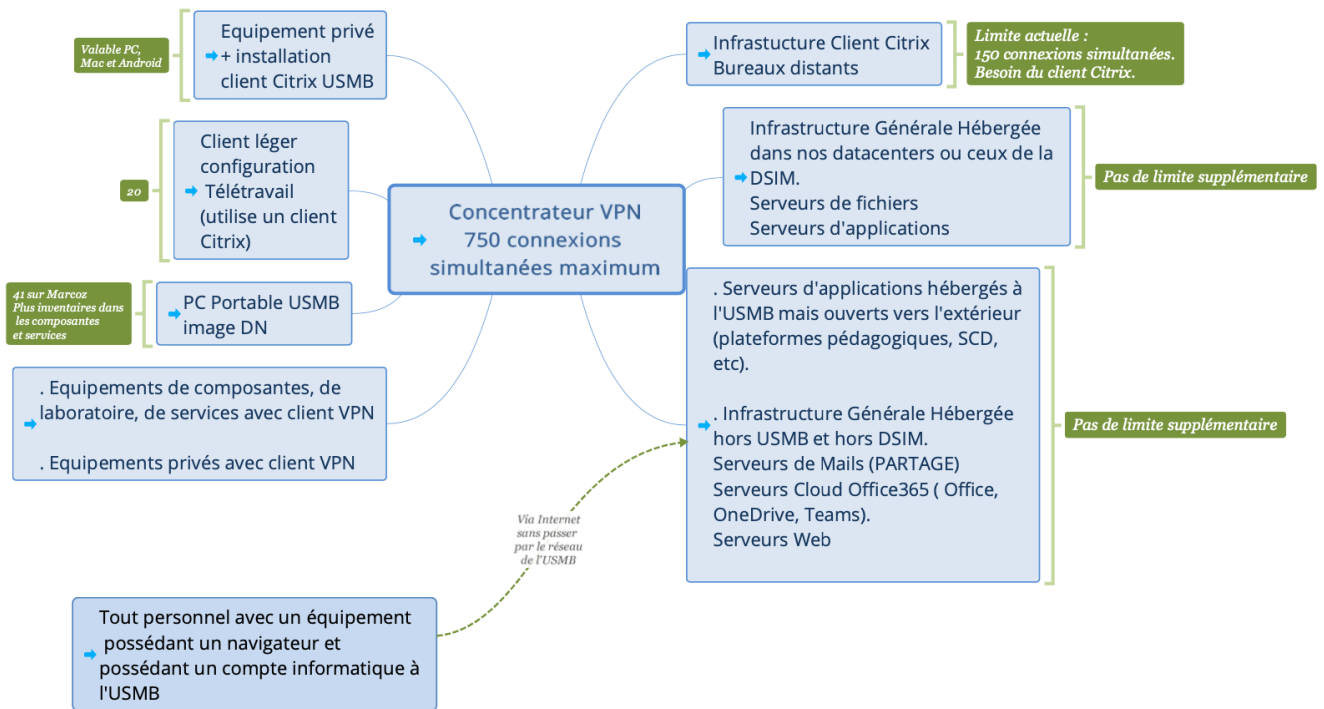 Valable PC,
Mac et Android
Equipement privé
+ installation
client Citrix USMB
20
Client léger
configuration
Télétravail
(utilise un client
Citrix)
41 sur Marcoz
Plus inventaires dans
les composantes
et services
PC Portable USMB
image DN
. Equipements de composantes, de
laboratoire, de services avec client VPN
. Equipements privés avec client VPN
Concentrateur VPN
750 connexions
simultanées maximum
Infrastucture Client Citrix
Bureaux distants
Limite actuelle :
150 connexions simultanées.
Besoin du client Citrix.
Infrastructure Générale Hébergée
dans nos datacenters ou ceux de la
DSIM.
Serveurs de fichiers
Serveurs d'applications
Pas de limite supplémentaire
. Serveurs d'applications hébergés à
l'USMB mais ouverts vers l'extérieur
(plateformes pédagogiques, SCD,
etc).
. Infrastructure Générale Hébergée
hors USMB et hors DSIM.
Serveurs de Mails (PARTAGE)
Serveurs Cloud Office365 ( Office,
OneDrive, Teams).
Serveurs Web
Pas de limite supplémentaire
Via Internet
sans passer
par le réseau
de l'USMB
Tout personnel avec un équipement
possédant un navigateur et
possédant un compte informatique à
l'USMB